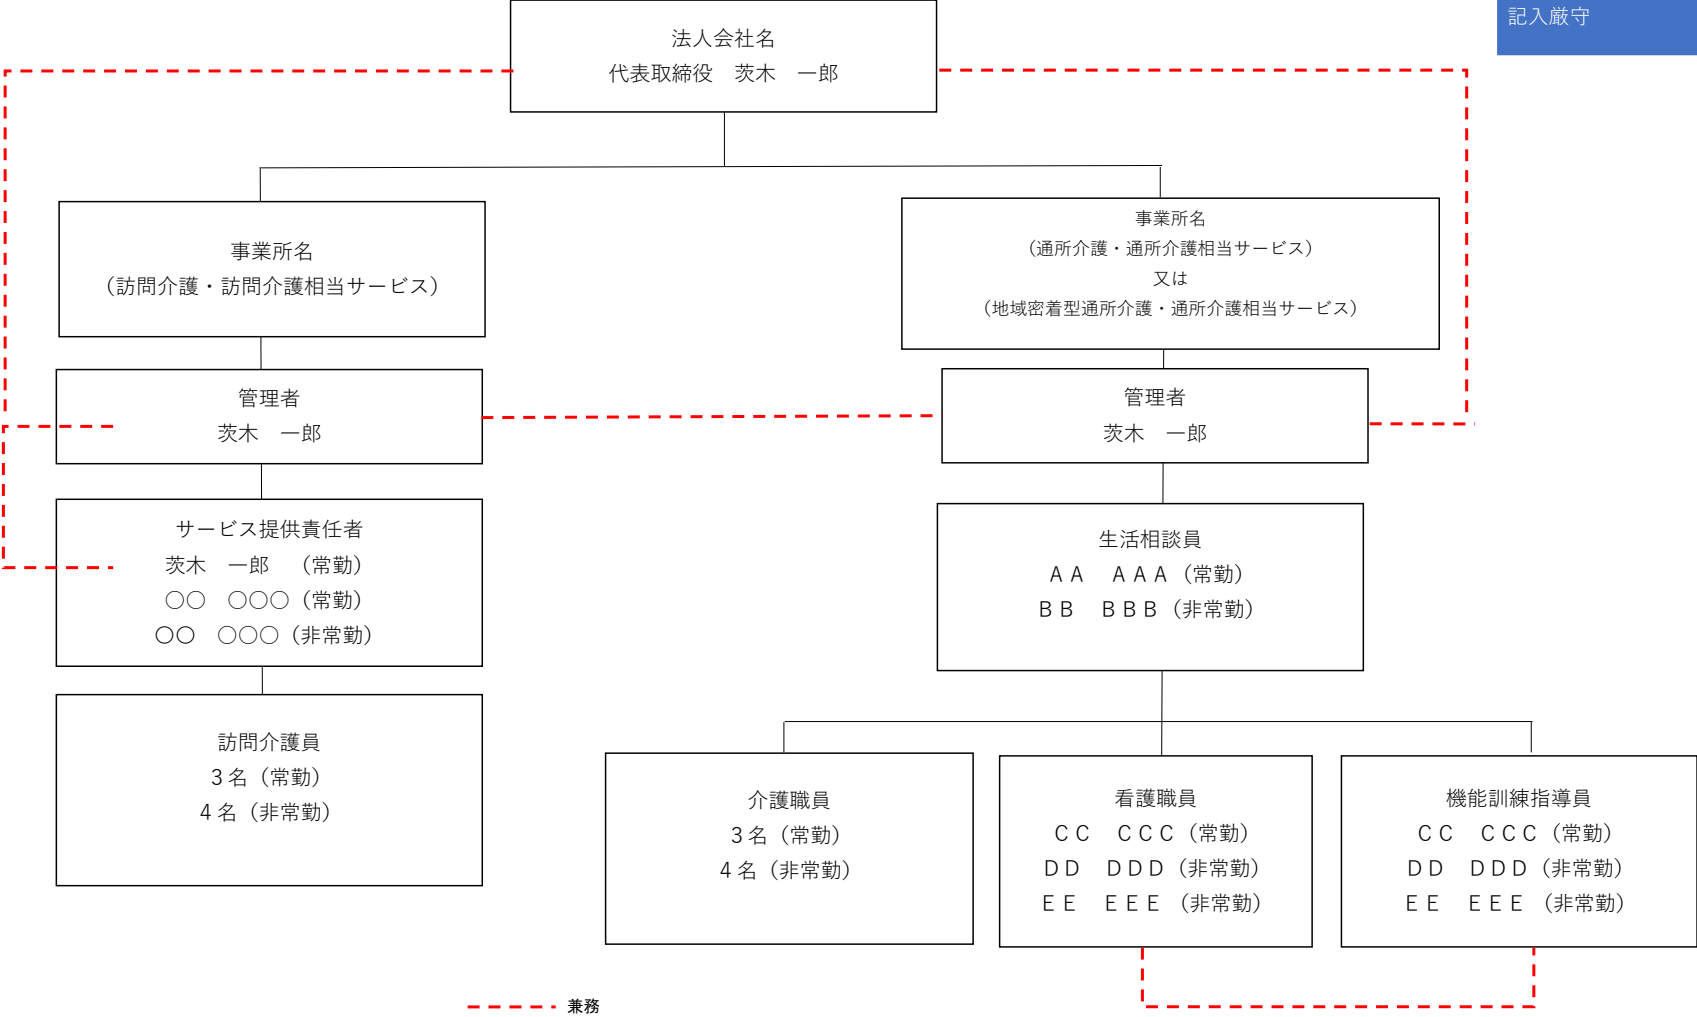 記入厳守
法人会社名
代表取締役　茨木　一郎
事業所名
（訪問介護・訪問介護相当サービス）
事業所名
（通所介護・通所介護相当サービス）
又は
（地域密着型通所介護・通所介護相当サービス）
管理者
茨木　一郎
管理者
茨木　一郎
サービス提供責任者
茨木　一郎　（常勤）
○○　○○○（常勤）
○○　○○○（非常勤）
生活相談員
ＡＡ　ＡＡＡ（常勤）
ＢＢ　ＢＢＢ（非常勤）
訪問介護員
３名（常勤）
４名（非常勤）
介護職員
３名（常勤）
４名（非常勤）
看護職員
ＣＣ　ＣＣＣ（常勤）
ＤＤ　ＤＤＤ（非常勤）
ＥＥ　ＥＥＥ（非常勤）
機能訓練指導員
ＣＣ　ＣＣＣ（常勤）
ＤＤ　ＤＤＤ（非常勤）
ＥＥ　ＥＥＥ（非常勤）
兼務